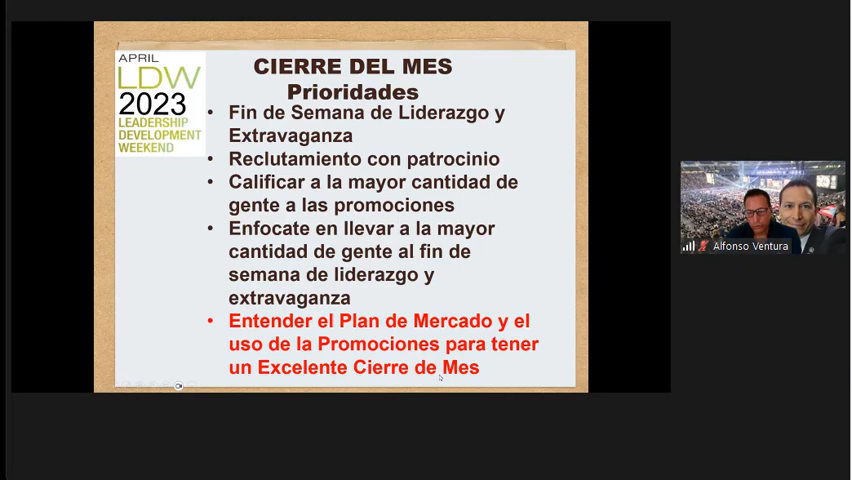 APRIL
LDW
2023
LEADERSHIP
DEVELOPMENT
WEEKEND
CIERRE DEL MES
Prioridades
• Fin de Semana de Liderazgo y
Extravaganza
• Reclutamiento con patrocinio
• Calificar a la mayor cantidad de
gente a las promociones
• Enfocate en llevar a la mayor
cantidad de gente al fin de
semana de liderazgo y
extravaganza
• Entender el Plan de Mercado y el
uso de la Promociones para tener
un Excelente Cierre de Mes
Alfonso Ventura